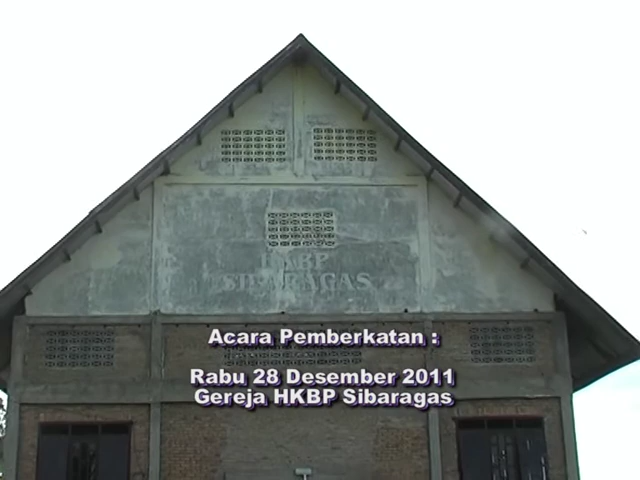 HKBP
SIBARAGAS
Acara Pemberkatan :
Rabu 28 Desember 2011
Gereja HKBP Sibaragas